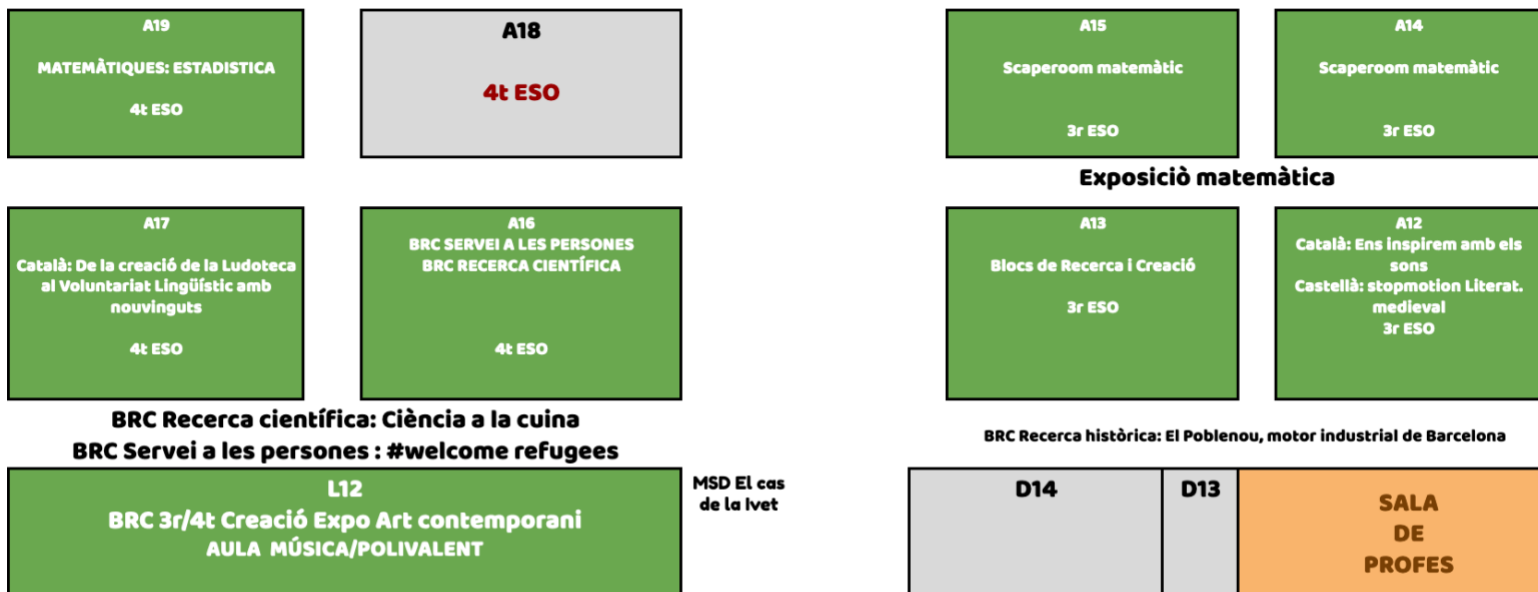 A19
MATEMÀTIQUES: ESTADISTICA
4t ESO
A18
4t ESO
A15
Scaperoom matemàtic
3r ESO
A14
Scaperoom matemàtic
3r ESO
Exposiciò matemàtica
A17
Català: De la creació de la Ludoteca
al Voluntariat Lingüístic amb
nouvinguts
4t ESO
A16
BRC SERVEI A LES PERSONES
BRC RECERCA CIENTÍFICA
4t ESO
A13
Blocs de Recerca i Creació
3r ESO
A12
Català: Ens inspirem amb els
sons
Castellà: stopmotion Literat.
medieval
3r ESO
BRC Recerca científica: Ciència a la cuina
BRC Servei a les persones : #welcome refugees
BRC Recerca històrica: El Poblenou, motor industrial de Barcelona
L12
BRC 3r/4t Creació Expo Art contemporani
AULA MÚSICA/POLIVALENT
MSD El cas
de la Ivet
D14
D13
SALA
DE
PROFES